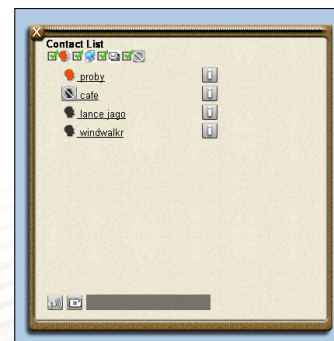 X
Contact List
proby
i
cafe
i
lance jago
i
windwalkr
i